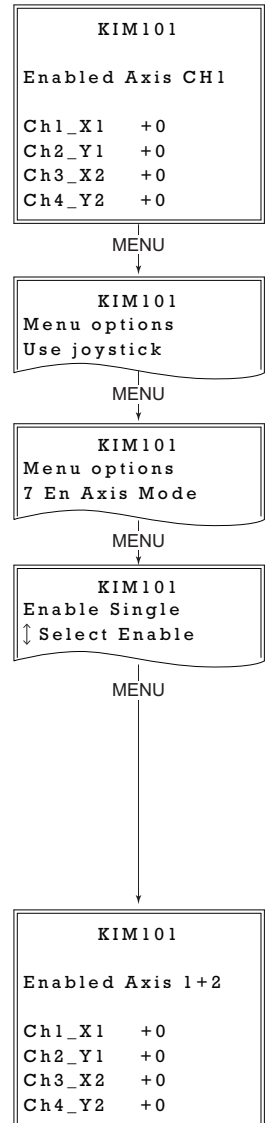 KIM101
Enabled Axis CH1
Ch1_X1 +0
Ch2_Y1 +0
Ch3_X2 +0
Ch4_Y2 +0
MENU
KIM101
Menu options
Use joystick
MENU
KIM101
Menu options
7 En Axis Mode
MENU
KIM101
Enable Single
↕ Select Enable
MENU
KIM101
Enabled Axis 1+2
Ch1_X1 +0
Ch2_Y1 +0
Ch3_X2 +0
Ch4_Y2 +0